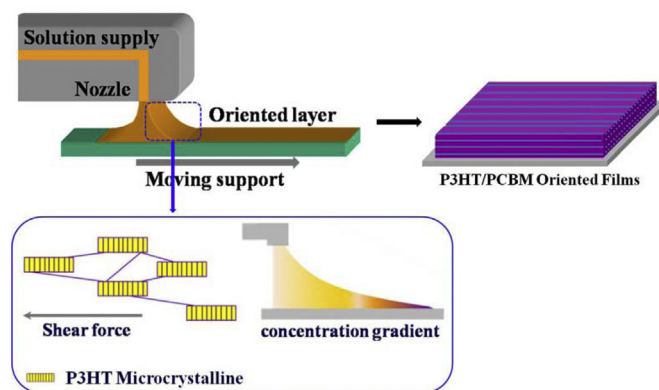 Solution supply
Nozzle
Oriented layer
Moving support
P3HT/PCBM Oriented Films
Shear force
concentration gradient
P3HT Microcrystalline